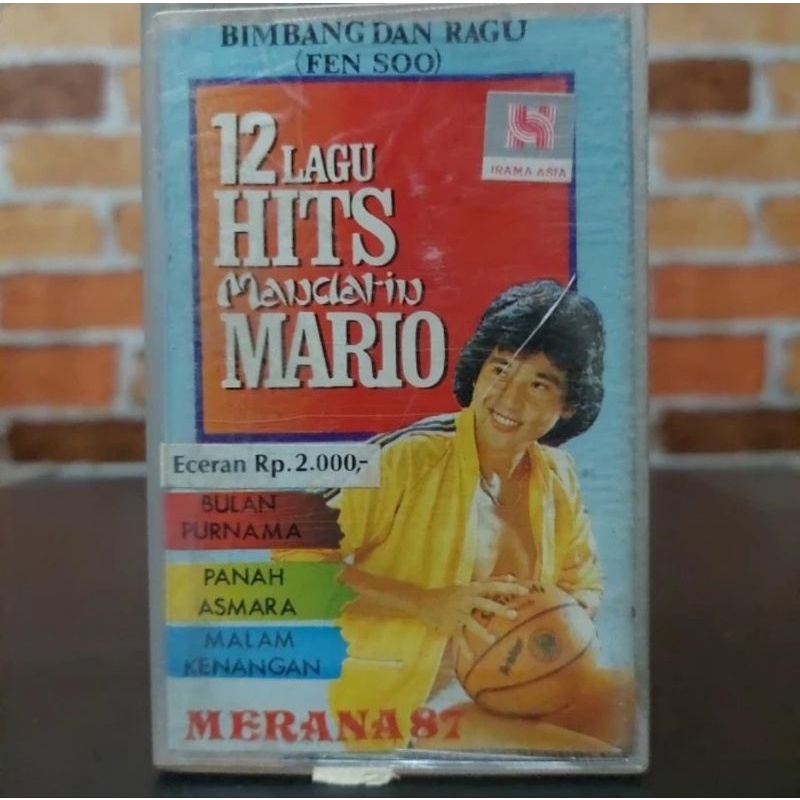 BIMBANG DAN RAGU
(FEN SOO)
12 LAGU
HITS
Mandarin
MARIO
IRAMA ASIA
Eceran Rp.2.000,-
BULAN
PURNAMA
PANAH
ASMARA
MALAM
KENANGAN
MERANA 87